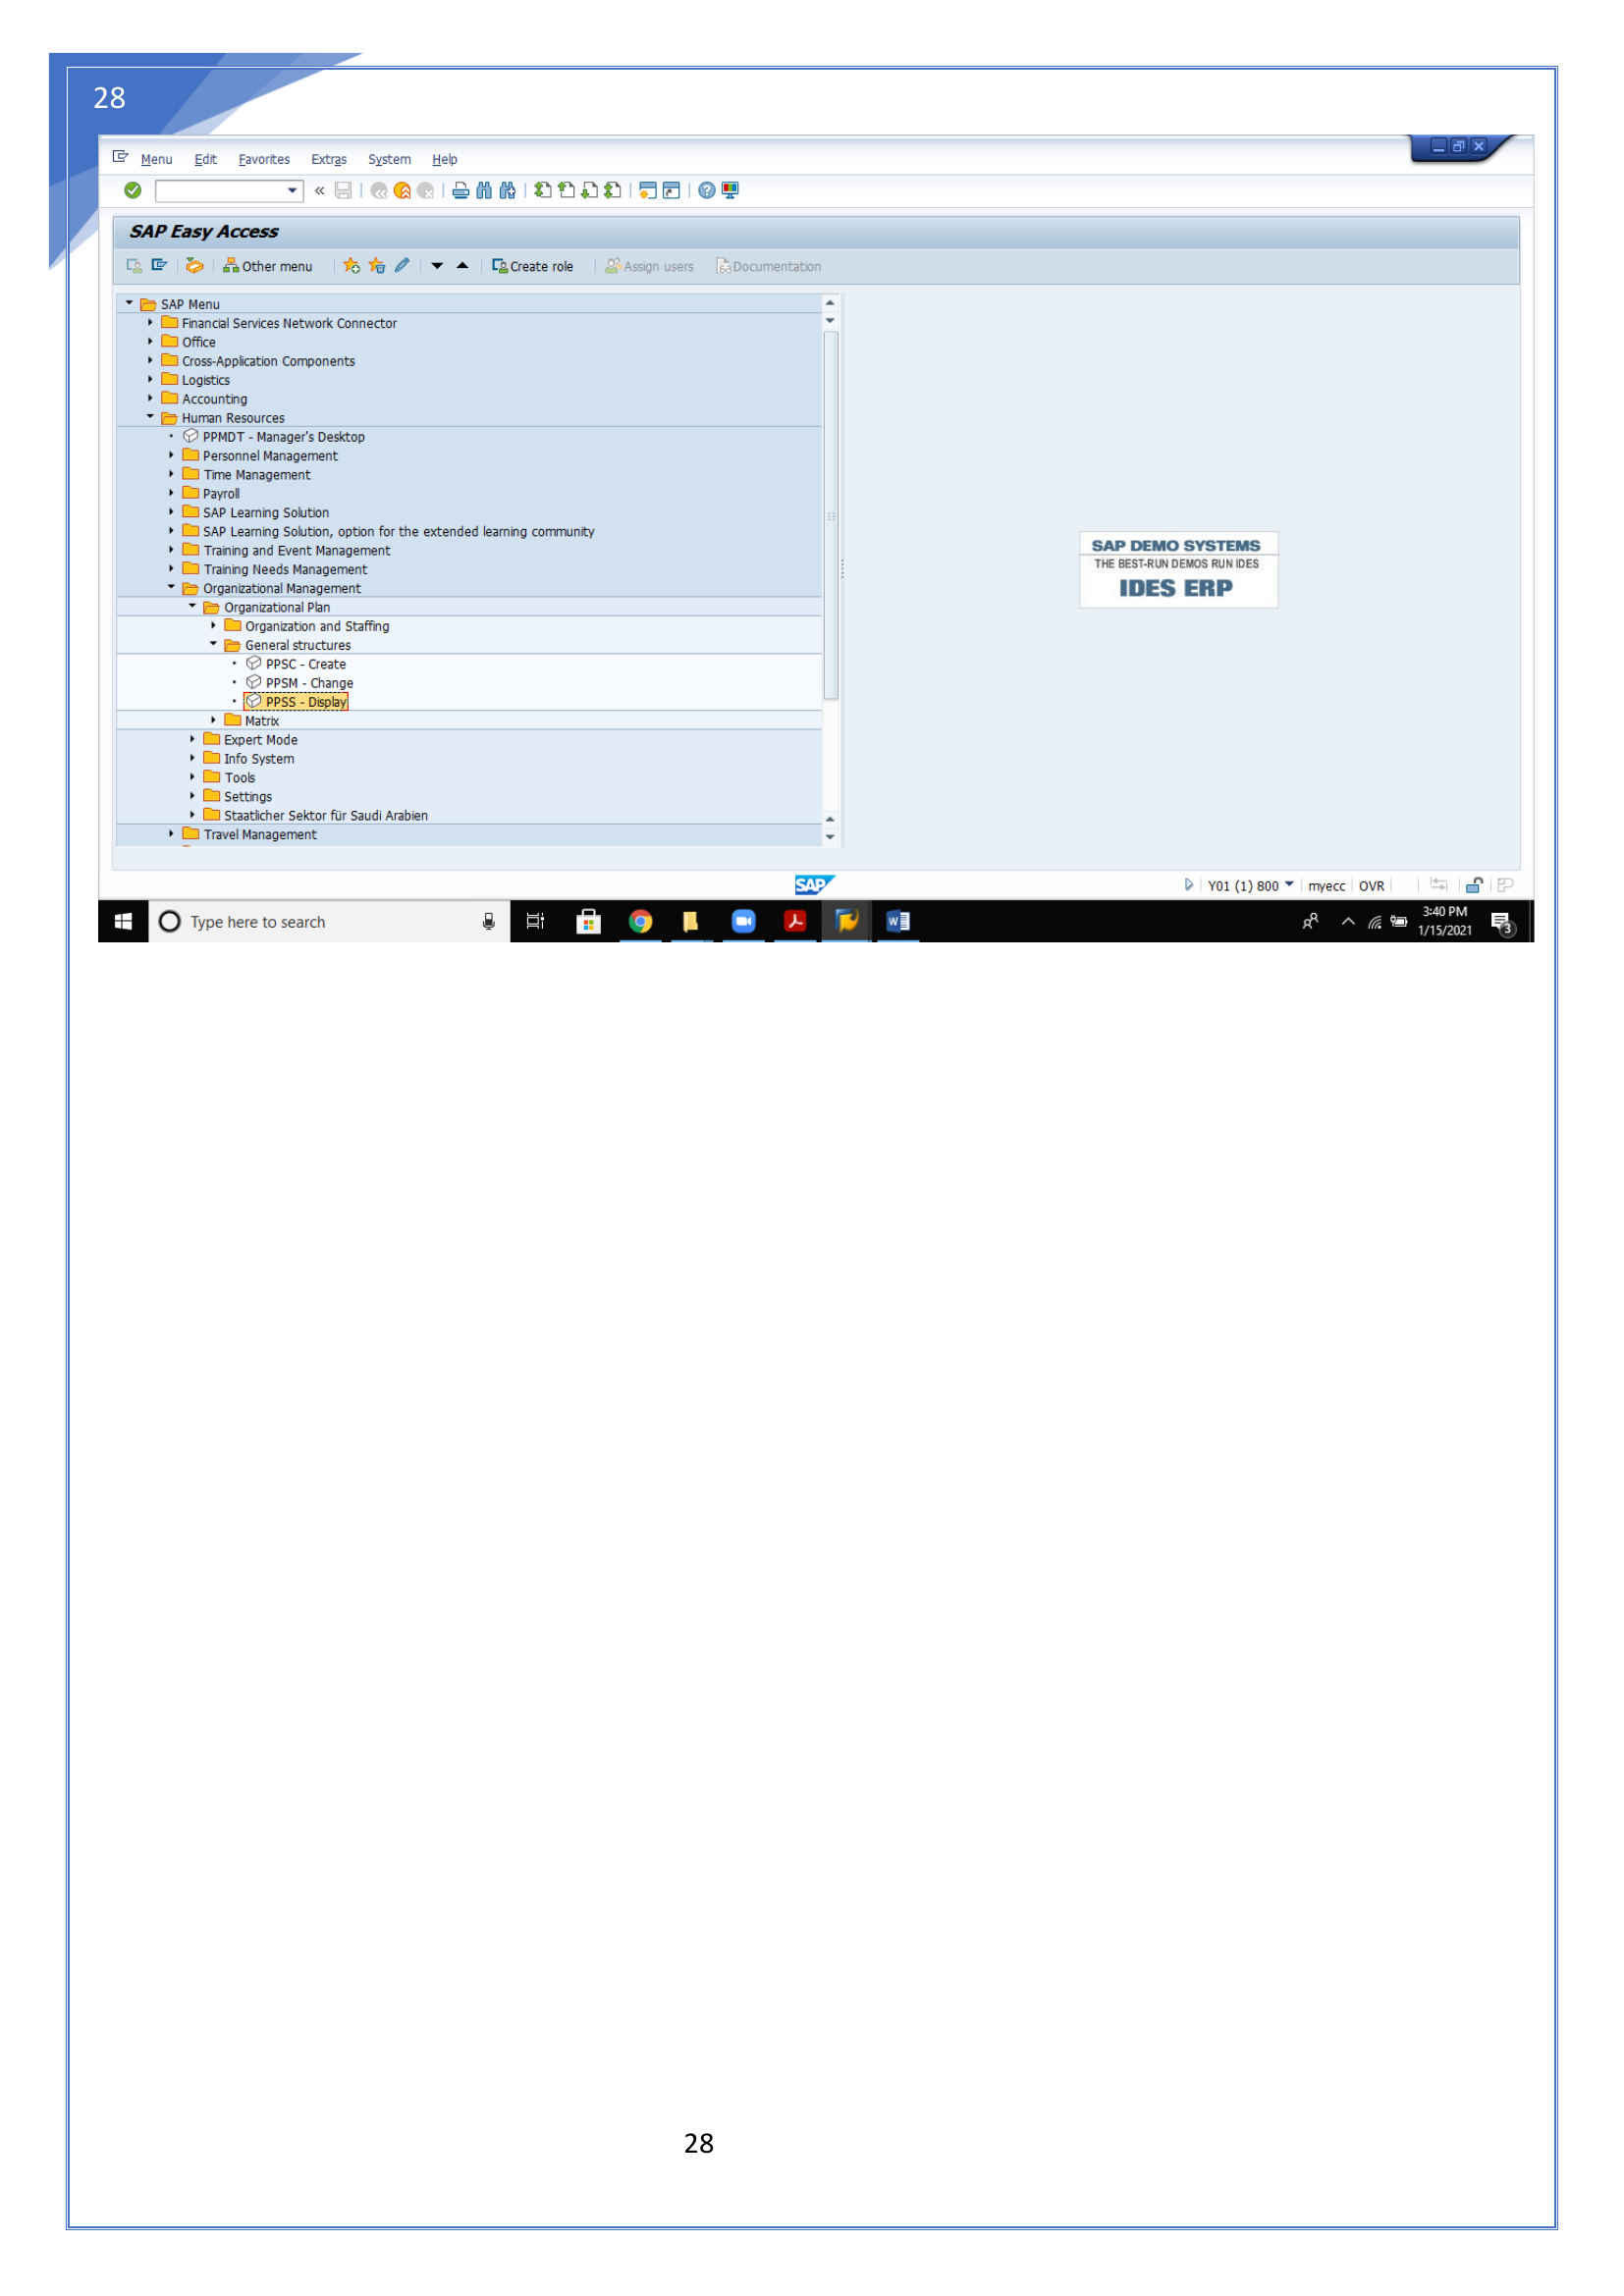 28
Menu Edit Favorites Extras System Help
SAP Easy Access
Other menu Create role Assign users Documentation
SAP Menu
Financial Services Network Connector
Office
Cross-Application Components
Logistics
Accounting
Human Resources
PPMDT - Manager's Desktop
Personnel Management
Time Management
Payroll
SAP Learning Solution
SAP Learning Solution, option for the extended learning community
Training and Event Management
Training Needs Management
Organizational Management
Organizational Plan
Organization and Staffing
General structures
PPSC - Create
PPSM - Change
PPSS - Display
Matrix
Expert Mode
Info System
Tools
Settings
Staatlicher Sektor für Saudi Arabien
Travel Management
SAP DEMO SYSTEMS
THE BEST-RUN DEMOS RUN IDES
IDES ERP
SAP
Y01 (1) 800 myecc OVR
Type here to search
3:40 PM
1/15/2021
3
28